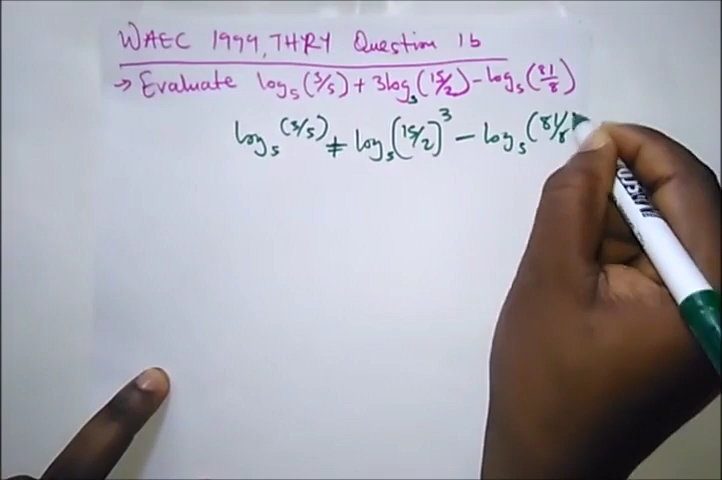 WAEC 1999, THRY Question 1b
→ Evaluate log₅(3/5) + 3log₅(15/2) - log₅(81/8)
log₅(3/5) + log₅(15/2)³ - log₅(81/8